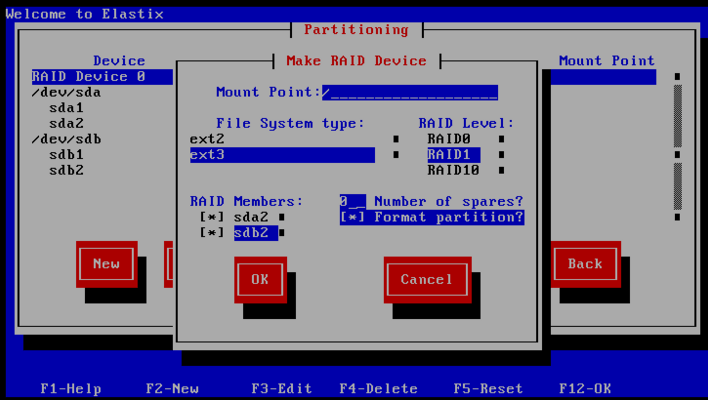 Welcome to Elastix
Partitioning
Device
Mount Point
RAID Device 0
/dev/sda
sda1
sda2
/dev/sdb
sdb1
sdb2
Make RAID Device
Mount Point:/___________________
File System type:
RAID Level:
ext2
RAID0
ext3
RAID1
RAID10
RAID Members:
0__ Number of spares?
[*] sda2
[*] Format partition?
[*] sdb2
New
OK
Cancel
Back
F1-Help F2-New F3-Edit F4-Delete F5-Reset F12-OK